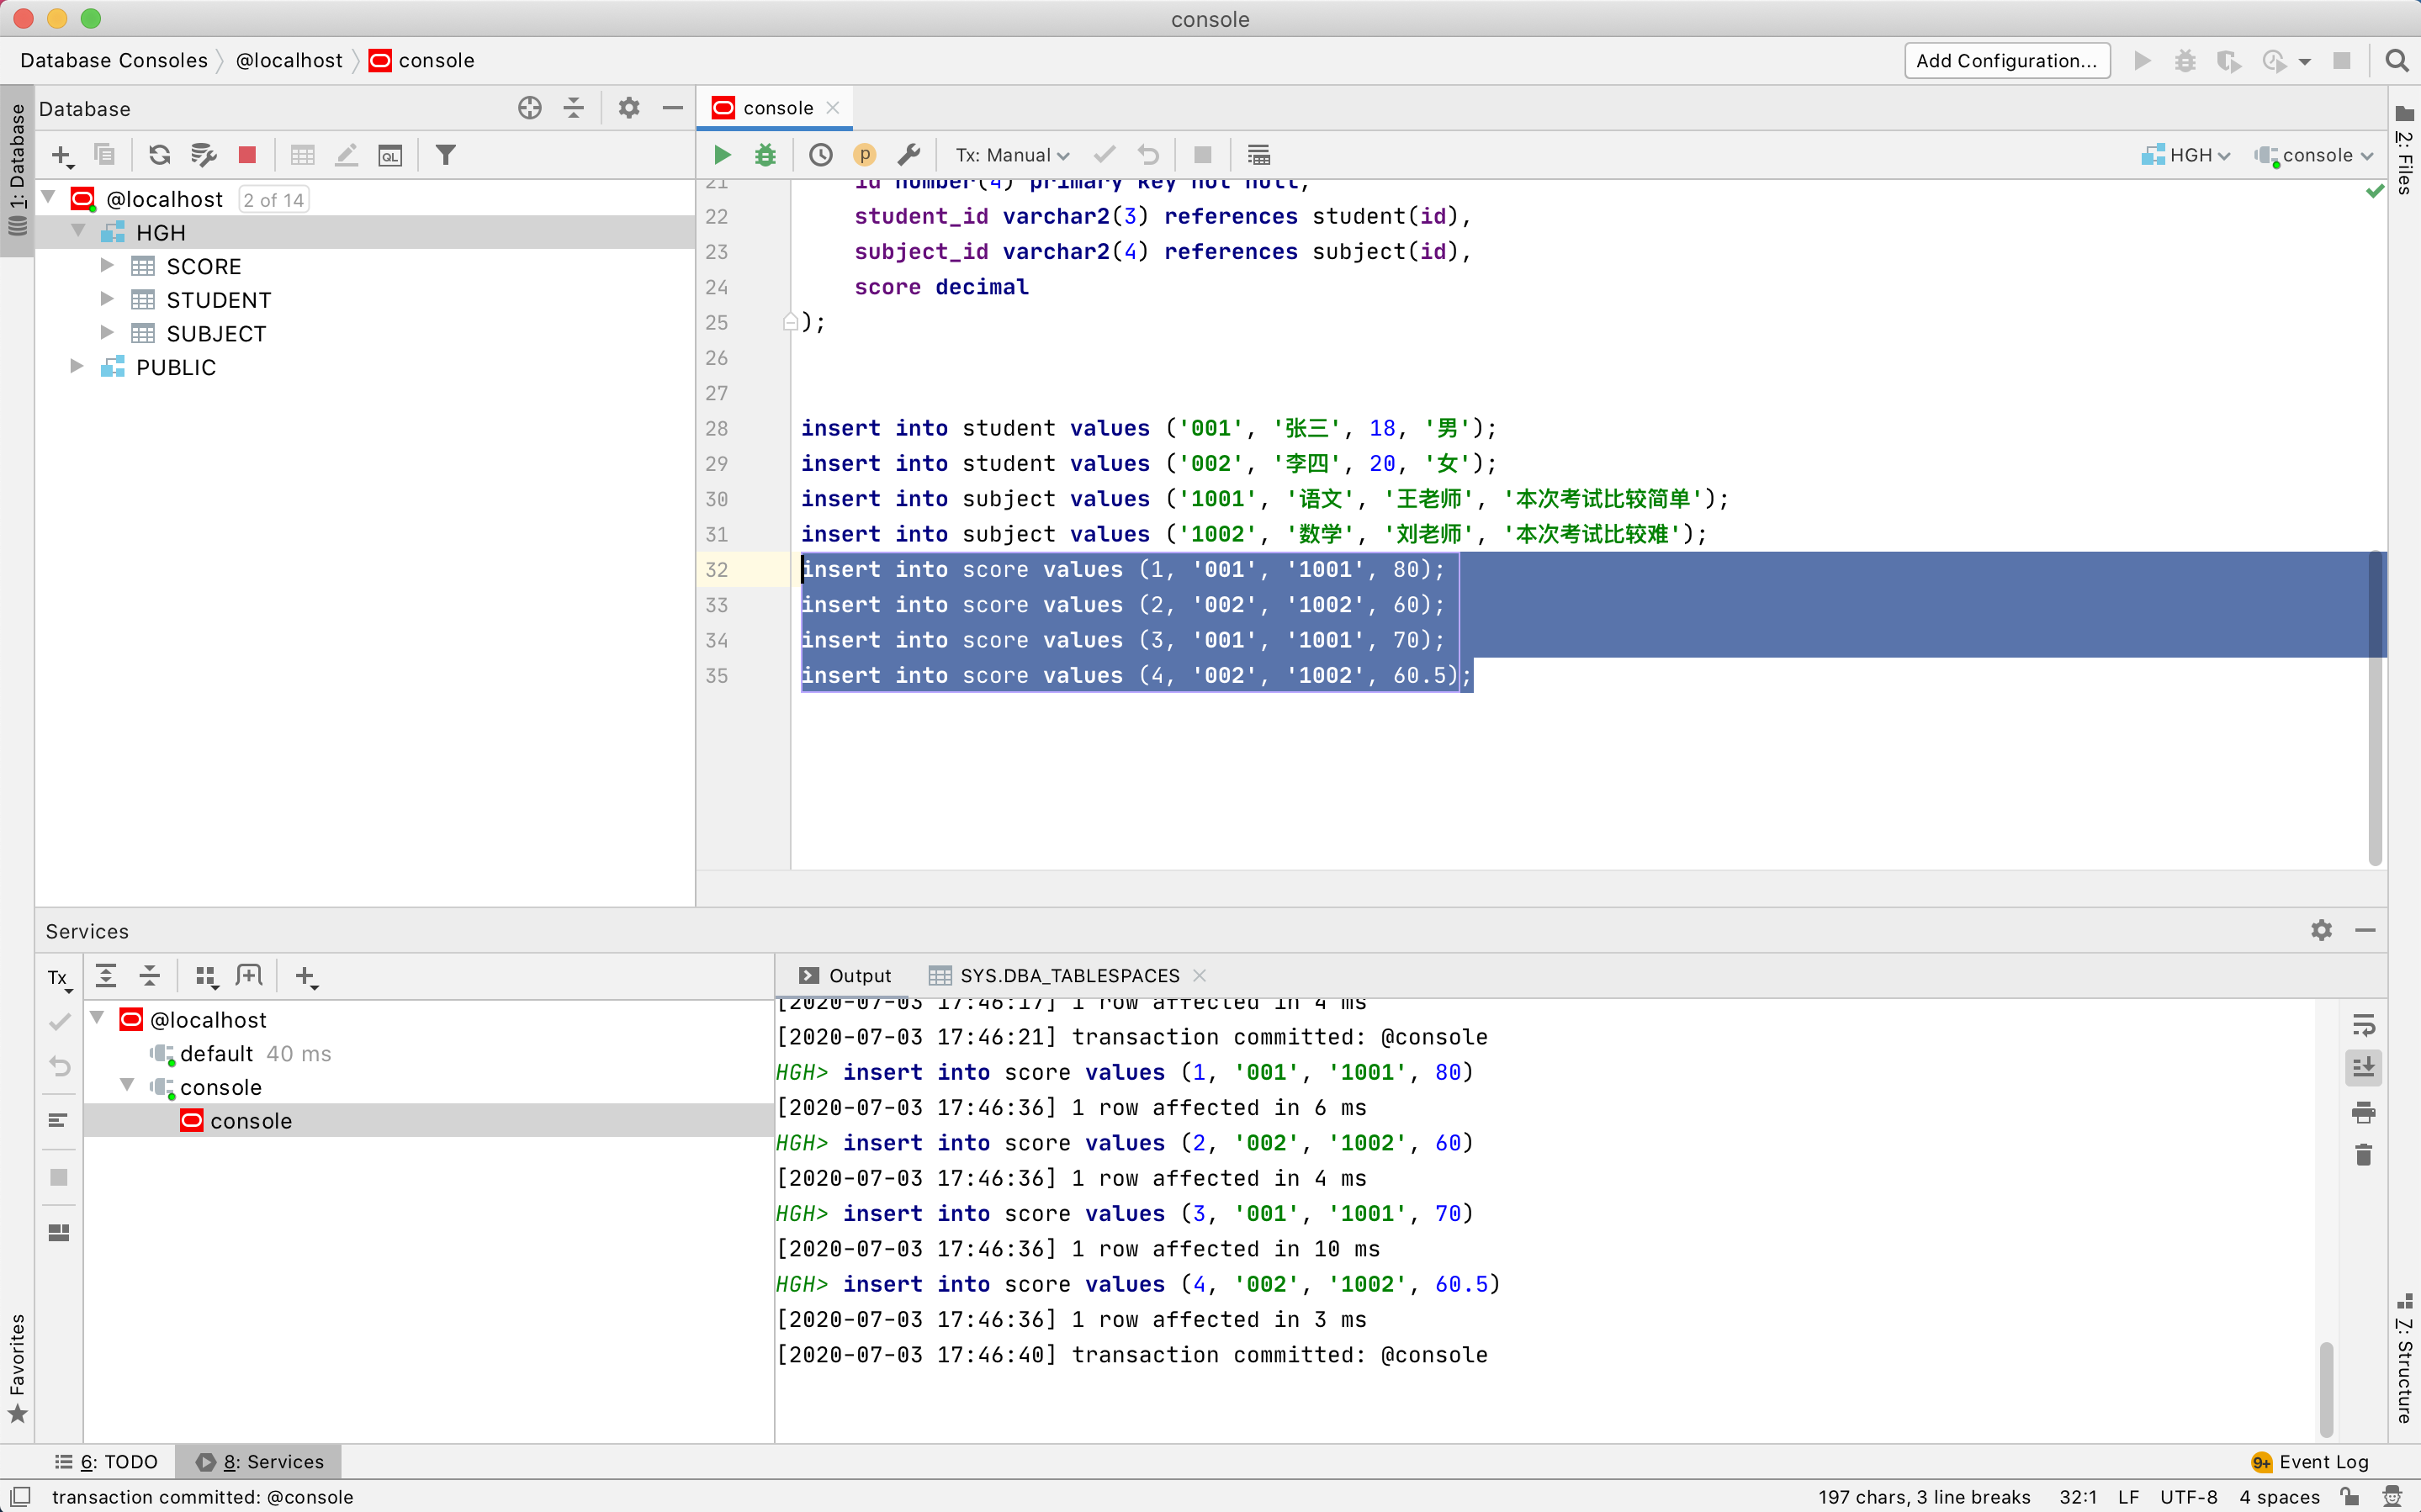 console
Database Consoles @localhost console Add Configuration...
1: Database
Database
2 of 14
@localhost
HGH
SCORE
STUDENT
SUBJECT
PUBLIC
console
Tx: Manual HGH console
21 id number(4) primary key not null,
22 student_id varchar2(3) references student(id),
23 subject_id varchar2(4) references subject(id),
24 score decimal
25 );
26
27
28 insert into student values ('001', '张三', 18, '男');
29 insert into student values ('002', '李四', 20, '女');
30 insert into subject values ('1001', '语文', '王老师', '本次考试比较简单');
31 insert into subject values ('1002', '数学', '刘老师', '本次考试比较难');
32 insert into score values (1, '001', '1001', 80);
33 insert into score values (2, '002', '1002', 60);
34 insert into score values (3, '001', '1001', 70);
35 insert into score values (4, '002', '1002', 60.5);
2: Files
Services
Tx
@localhost
default 40 ms
console
console
Output SYS.DBA_TABLESPACES
[2020-07-03 17:46:17] 1 row affected in 4 ms
[2020-07-03 17:46:21] transaction committed: @console
HGH> insert into score values (1, '001', '1001', 80)
[2020-07-03 17:46:36] 1 row affected in 6 ms
HGH> insert into score values (2, '002', '1002', 60)
[2020-07-03 17:46:36] 1 row affected in 4 ms
HGH> insert into score values (3, '001', '1001', 70)
[2020-07-03 17:46:36] 1 row affected in 10 ms
HGH> insert into score values (4, '002', '1002', 60.5)
[2020-07-03 17:46:36] 1 row affected in 3 ms
[2020-07-03 17:46:40] transaction committed: @console
Favorites
7: Structure
6: TODO 8: Services 9+ Event Log
transaction committed: @console 197 chars, 3 line breaks 32:1 LF UTF-8 4 spaces